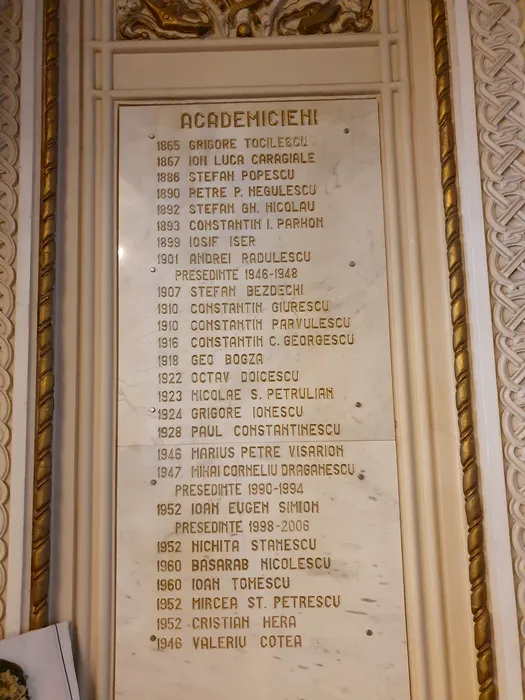 ACADEMICIENI
1865 GRIGORE TOCILESCU
1867 ION LUCA CARAGIALE
1886 STEFAN POPESCU
1890 PETRE P. NEGULESCU
1892 STEFAN GH. NICOLAU
1893 CONSTANTIN I. PARHON
1899 IOSIF ISER
1901 ANDREI RADULESCU
PRESEDINTE 1946-1948
1907 STEFAN BEZDECHI
1910 CONSTANTIN GIURESCU
1910 CONSTANTIN PARVULESCU
1916 CONSTANTIN C. GEORGESCU
1918 GEO BOGZA
1922 OCTAV DOICESCU
1923 NICOLAE S. PETRULIAN
1924 GRIGORE IONESCU
1928 PAUL CONSTANTINESCU
1946 MARIUS PETRE VISARION
1947 MIHAI CORNELIU DRAGANESCU
PRESEDINTE 1990-1994
1952 IOAN EUGEN SIMION
PRESEDINTE 1998-2006
1952 NICHITA STANESCU
1960 BASARAB NICOLESCU
1960 IOAN TOMESCU
1952 MIRCEA ST. PETRESCU
1952 CRISTIAN HERA
1946 VALERIU COTEA